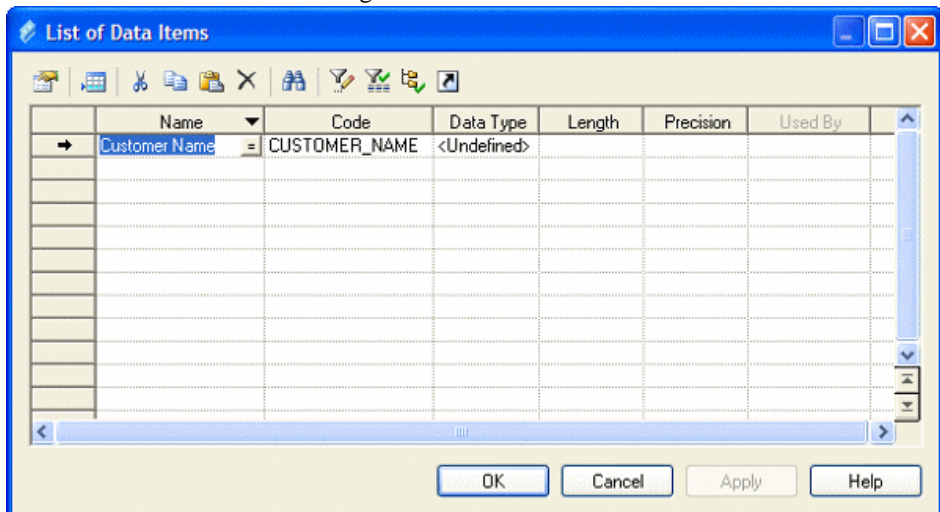 List of Data Items
Name Code Data Type Length Precision Used By
Customer Name = CUSTOMER_NAME <Undefined>
OK Cancel Apply Help